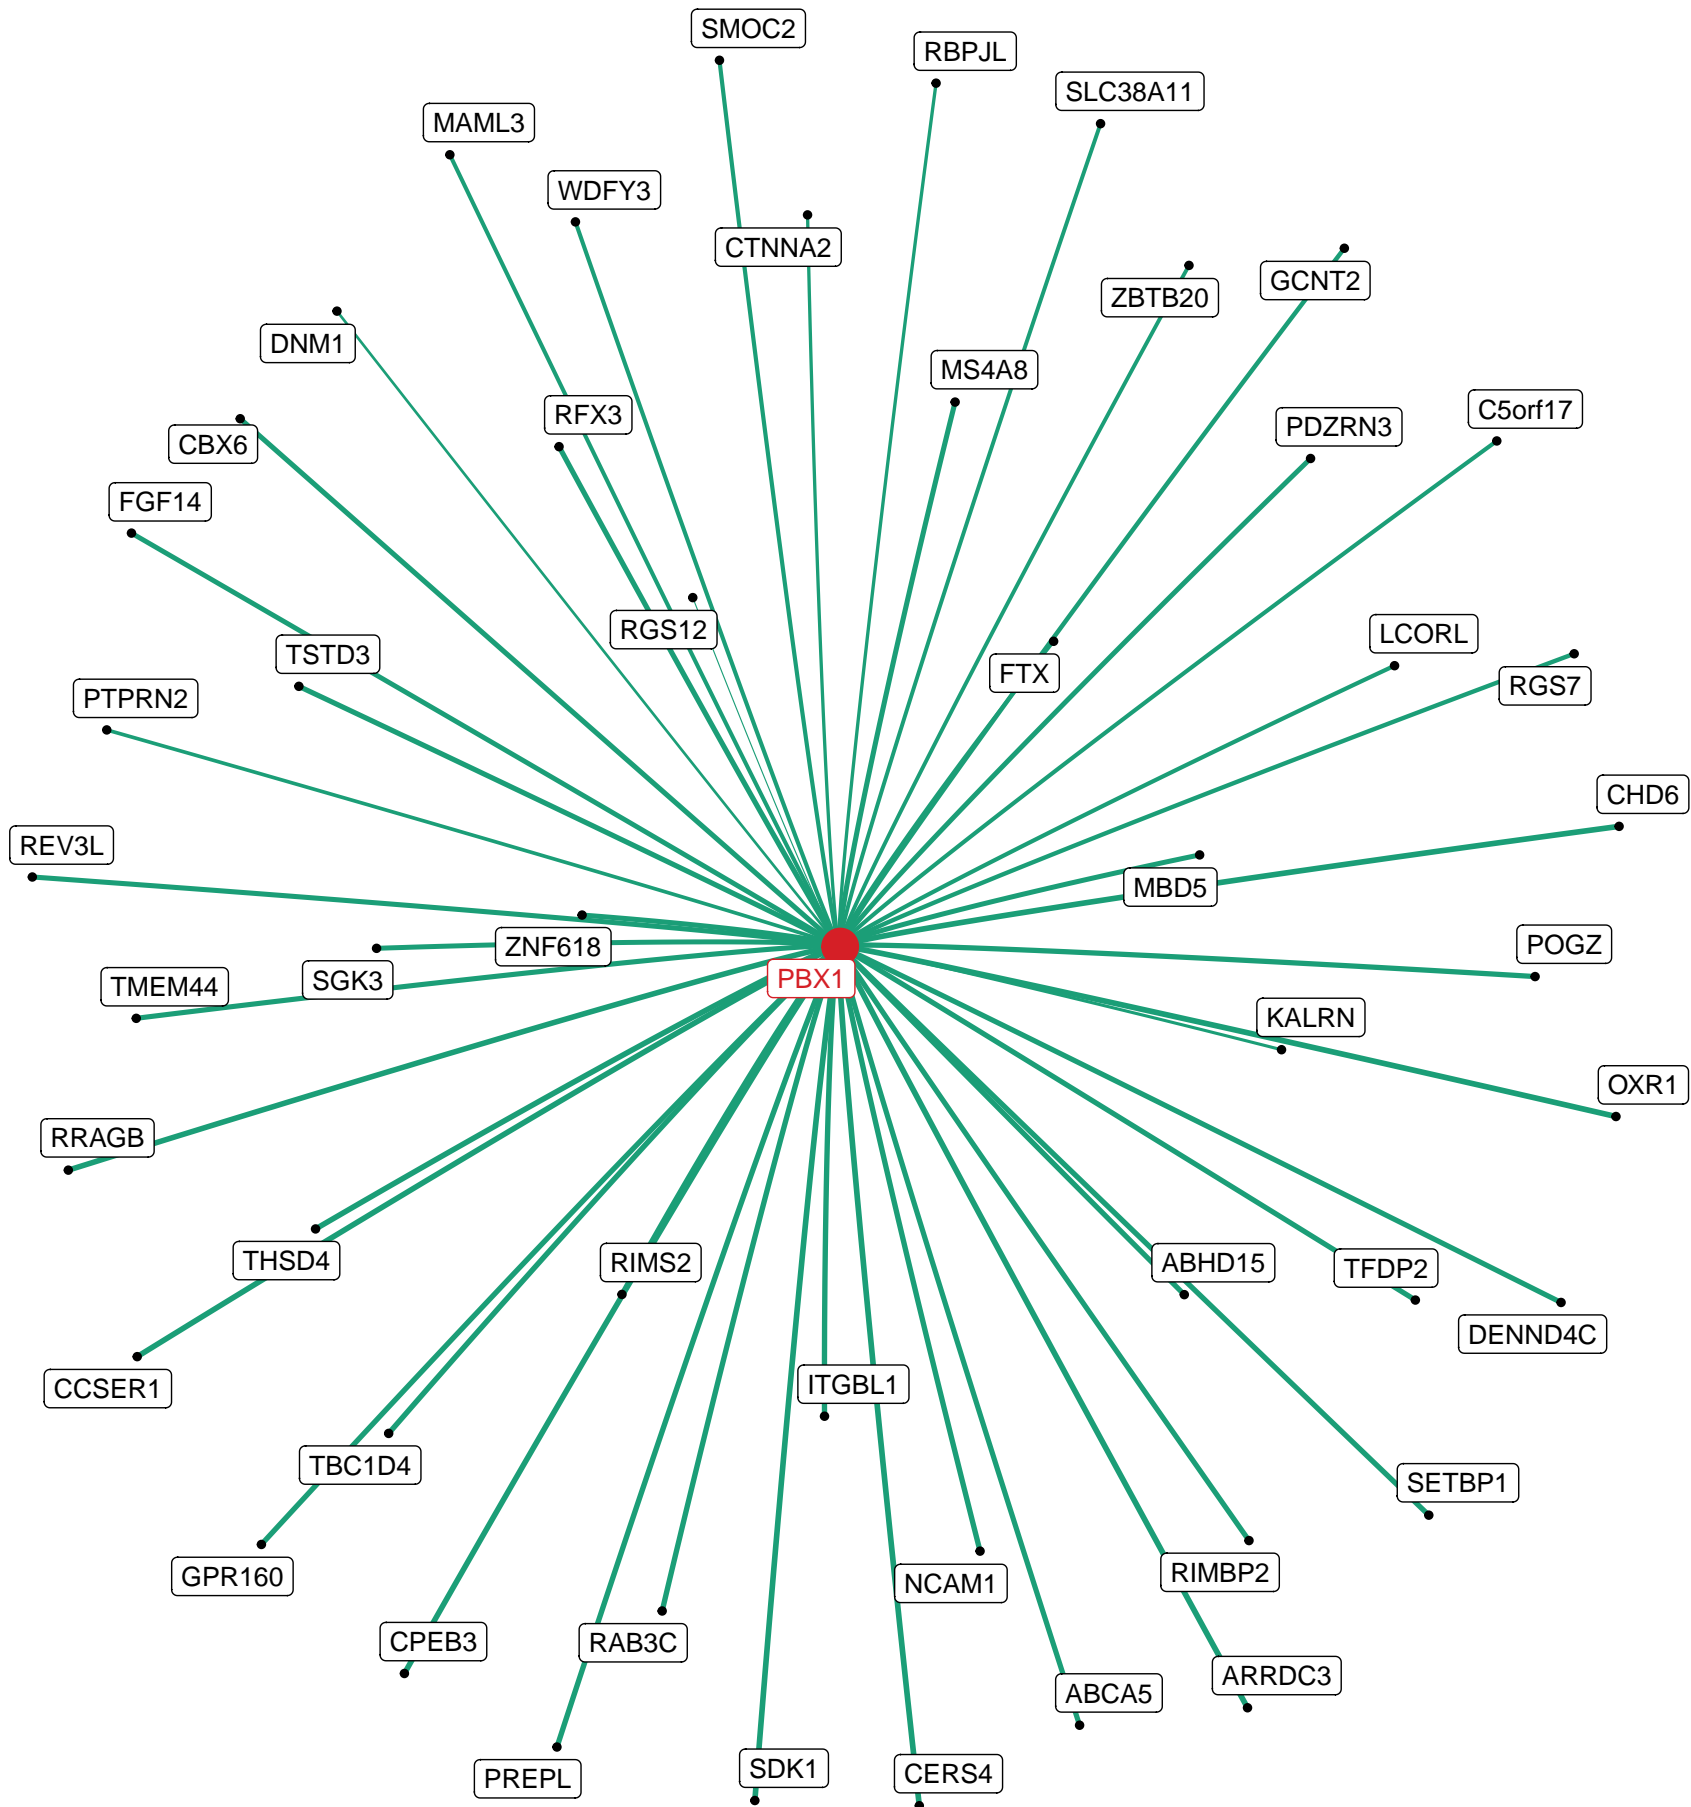 SMOC2
RBPJL
SLC38A11
MAML3
WDFY3
CTNNA2
GCNT2
ZBTB20
DNM1
MS4A8
C5orf17
RFX3
PDZRN3
CBX6
FGF14
RGS12
LCORL
TSTD3
FTX
RGS7
PTPRN2
CHD6
REV3L
MBD5
ZNF618
POGZ
SGK3
PBX1
TMEM44
KALRN
OXR1
RRAGB
THSD4
RIMS2
ABHD15
TFDP2
DENND4C
CCSER1
ITGBL1
TBC1D4
SETBP1
GPR160
RIMBP2
NCAM1
CPEB3
RAB3C
ARRDC3
ABCA5
SDK1
CERS4
PREPL